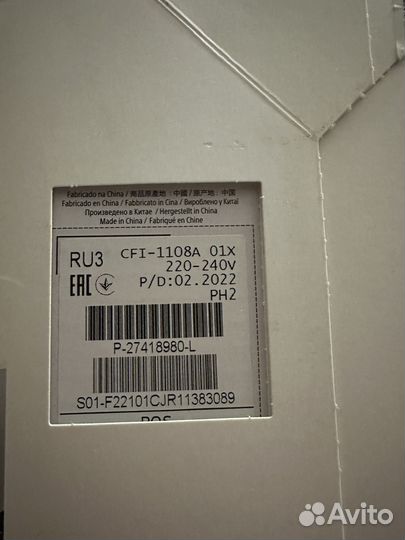 Fabricado na China / 商品原產地 : 中國 / 原产地 : 中国
Fabricado en China / Fabbricato in Cina / Вироблено у Китаї
Произведено в Китае / Hergestellt in China
Made in China / Fabriqué en Chine
RU3 CFI-1108A 01X
220-240V
EAC P/D:02.2022
PH2
P-27418980-L
S01-F22101CJR11383089
Avito